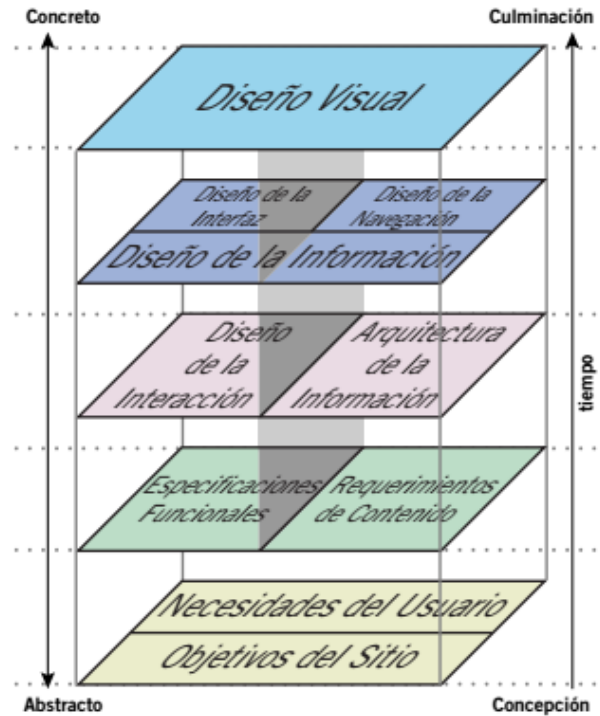 Concreto
Culminación
Diseño Visual
Diseño de la
Interfaz
Diseño de la
Navegación
Diseño de la Información
Diseño
de la
Interacción
Arquitectura
de la
Información
tiempo
Especificaciones
Funcionales
Requerimientos
de Contenido
Necesidades del Usuario
Objetivos del Sitio
Abstracto
Concepción